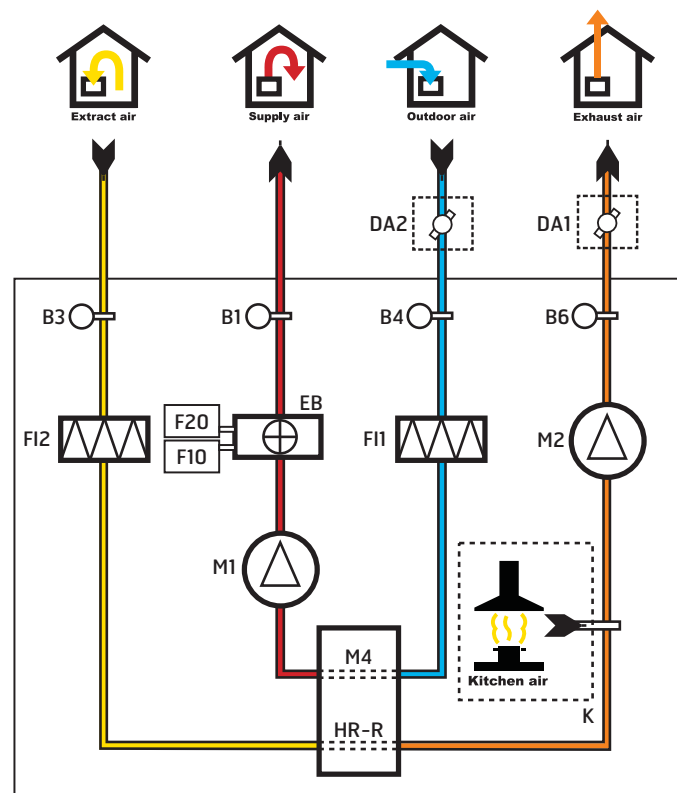 Extract air
Supply air
Outdoor air
Exhaust air
DA2
DA1
B3
B1
B4
B6
EB
F20
F10
FI2
FI1
M2
M1
M4
Kitchen air
K
HR-R